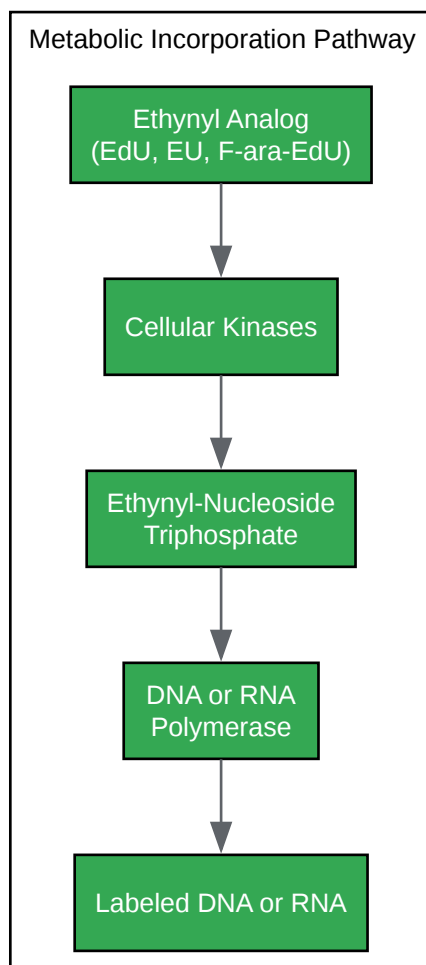 Metabolic Incorporation Pathway
Ethynyl Analog
(EdU, EU, F-ara-EdU)
Cellular Kinases
Ethynyl-Nucleoside
Triphosphate
DNA or RNA
Polymerase
Labeled DNA or RNA